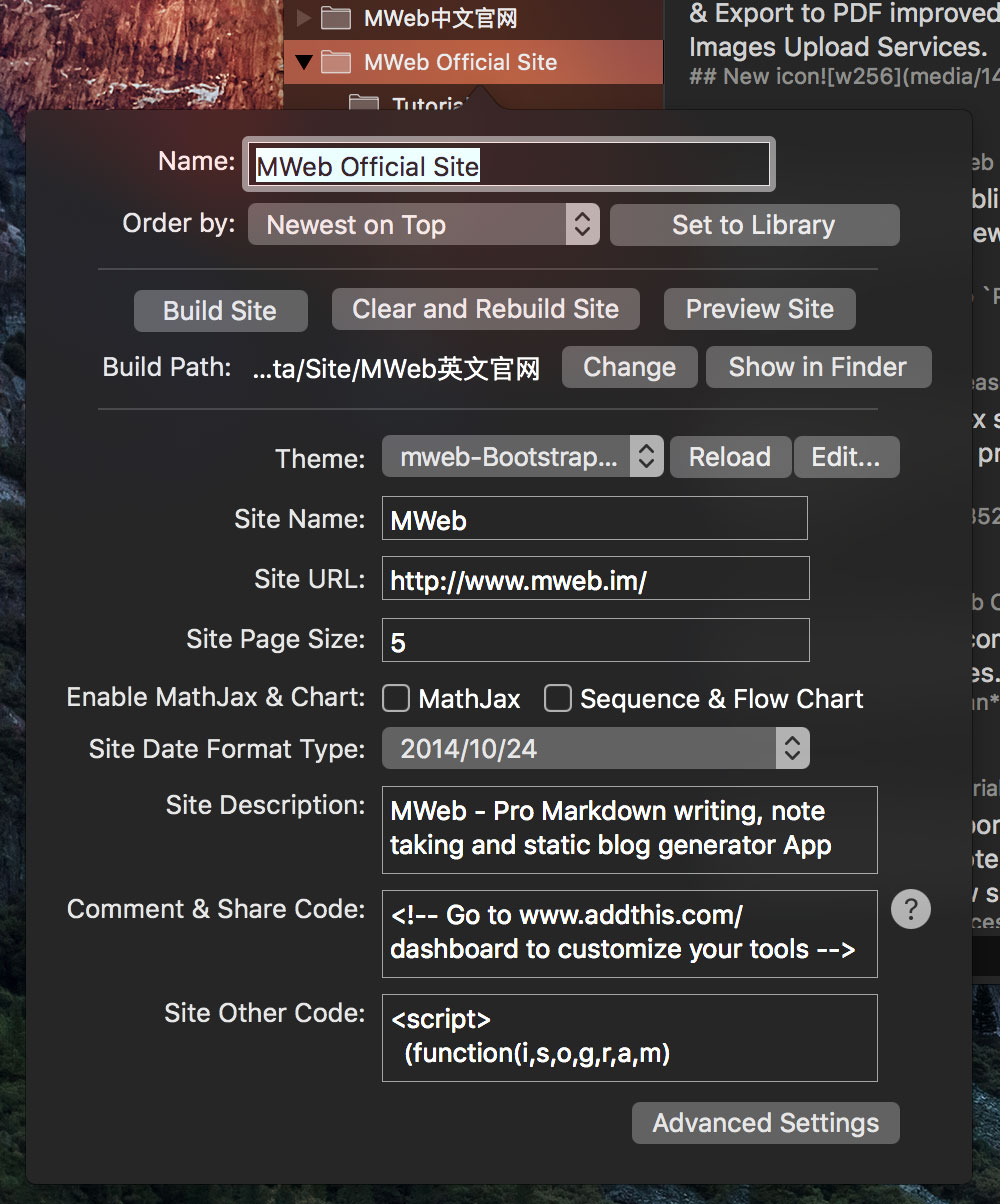 MWeb中文官网
& Export to PDF improved
MWeb Official Site
Images Upload Services.
## New icon![w256](media/14
Name: MWeb Official Site
Order by: Newest on Top Set to Library
Build Site Clear and Rebuild Site Preview Site
Build Path: ...ta/Site/MWeb英文官网 Change Show in Finder
Theme: mweb-Bootstrap... Reload Edit...
Site Name: MWeb
Site URL: http://www.mweb.im/
Site Page Size: 5
Enable MathJax & Chart: MathJax Sequence & Flow Chart
Site Date Format Type: 2014/10/24
Site Description: MWeb - Pro Markdown writing, note
taking and static blog generator App
Comment & Share Code: <!-- Go to www.addthis.com/ ?
dashboard to customize your tools -->
Site Other Code: <script>
(function(i,s,o,g,r,a,m)
Advanced Settings